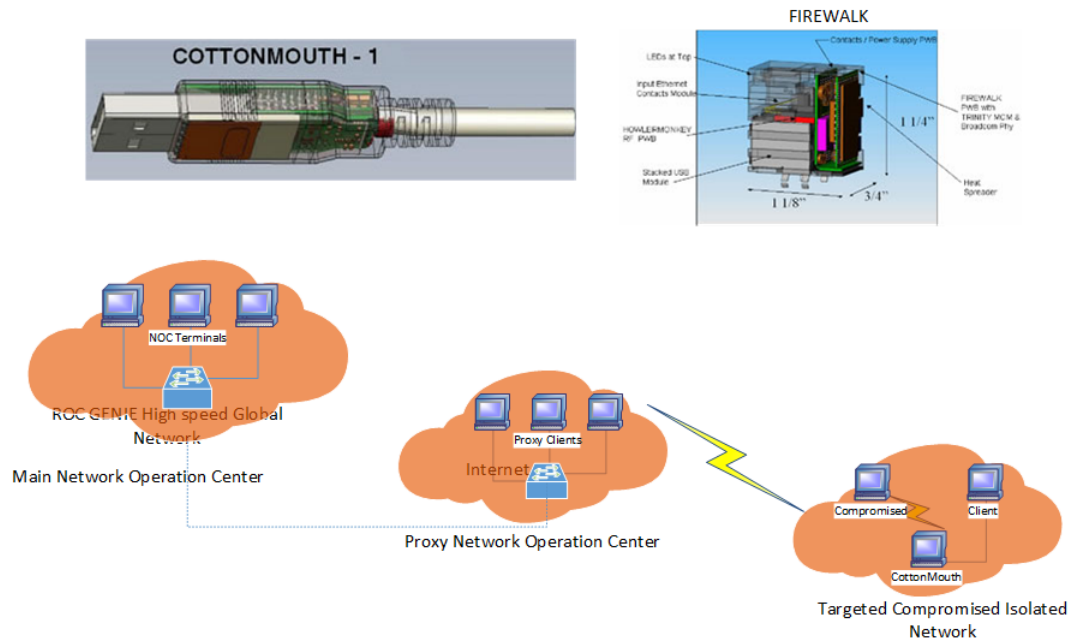 FIREWALK
COTTONMOUTH - 1
Contacts / Power Supply PWB
LEDs at Top
Input Ethernet
Contacts Module
HOWLERMONKEY
RF PWB
Stacked USB
Module
FIREWALK
PWB with
TRINITY MCM &
Broadcom Phy
1 1/4”
Heat
Spreader
1 1/8”
3/4”
NOC Terminals
ROC GENIE High speed Global
Network
Main Network Operation Center
Proxy Clients
Internet
Proxy Network Operation Center
Compromised
Client
CottonMouth
Targeted Compromised Isolated
Network